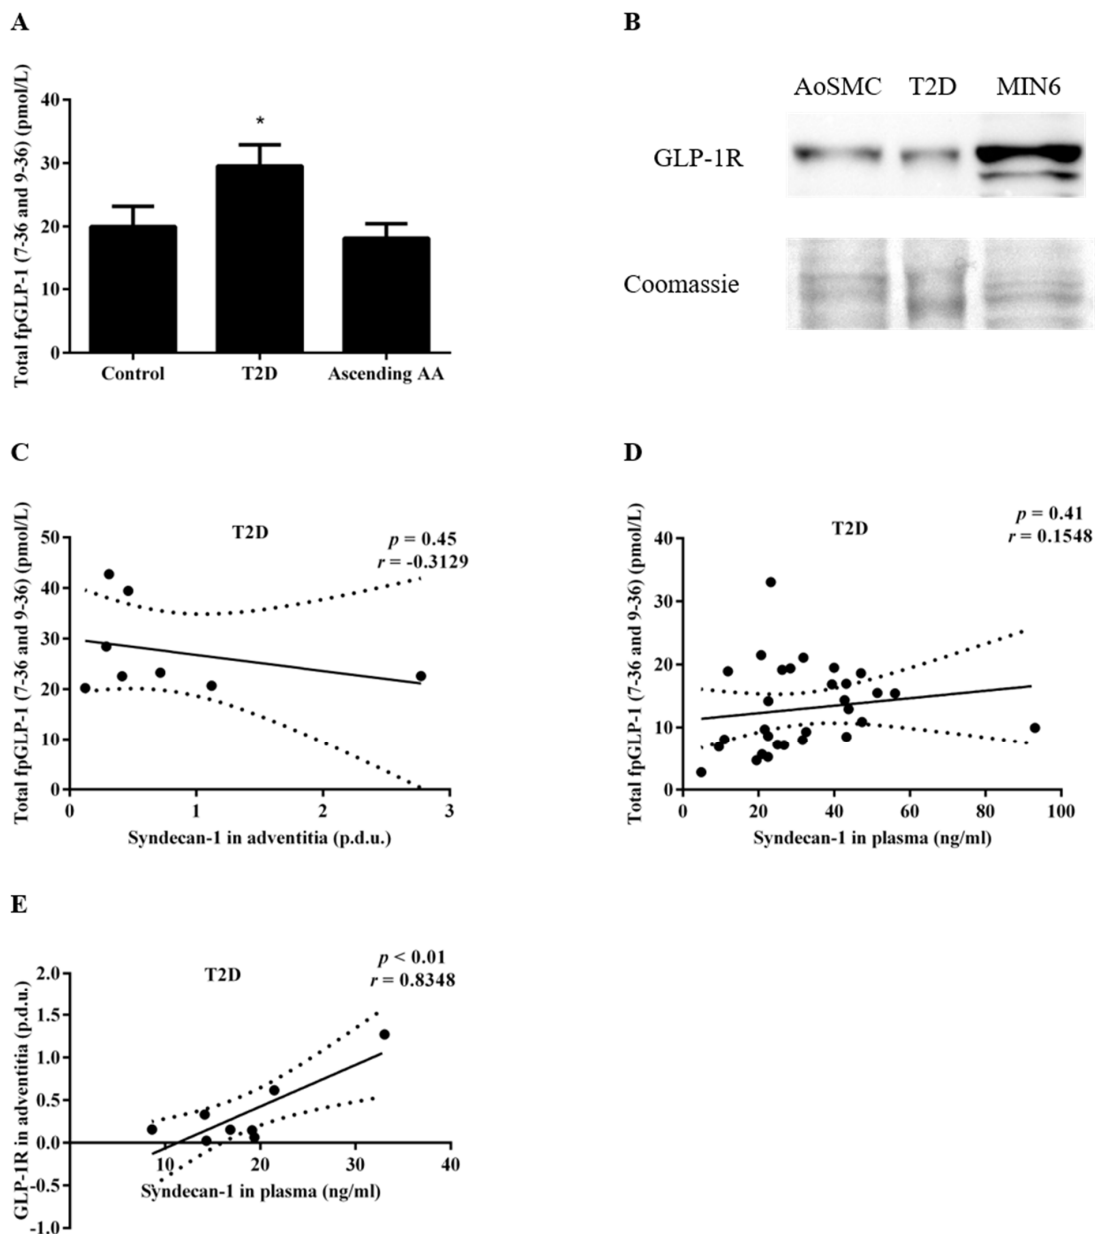 A
Total fpGLP-1 (7-36 and 9-36) (pmol/L)
40
30
20
10
0
*
Control T2D Ascending AA
B
AoSMC T2D MIN6
GLP-1R
Coomassie
C
T2D
p = 0.45
r = -0.3129
Total fpGLP-1 (7-36 and 9-36) (pmol/L)
50
40
30
20
10
0
0 1 2 3
Syndecan-1 in adventitia (p.d.u.)
D
T2D
p = 0.41
r = 0.1548
Total fpGLP-1 (7-36 and 9-36) (pmol/L)
40
30
20
10
0
0 20 40 60 80 100
Syndecan-1 in plasma (ng/ml)
E
T2D
p < 0.01
r = 0.8348
GLP-1R in adventitia (p.d.u.)
2.0
1.5
1.0
0.5
0.0
-0.5
-1.0
10 20 30 40
Syndecan-1 in plasma (ng/ml)